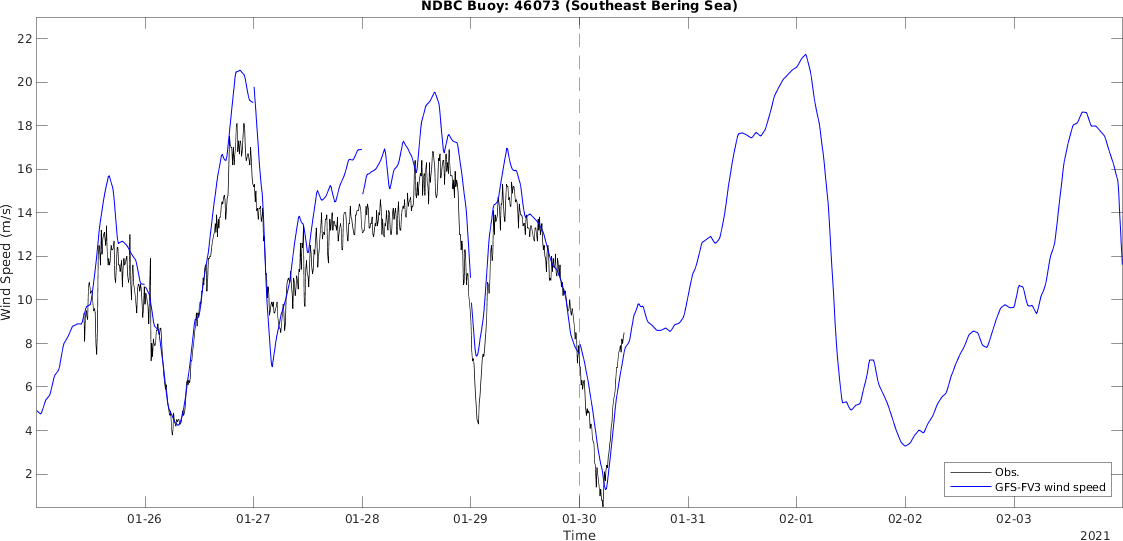 NDBC Buoy: 46073 (Southeast Bering Sea)
22
20
18
16
14
12
10
8
6
4
2
Wind Speed (m/s)
Obs.
GFS-FV3 wind speed
01-26 01-27 01-28 01-29 01-30 01-31 02-01 02-02 02-03
Time
2021